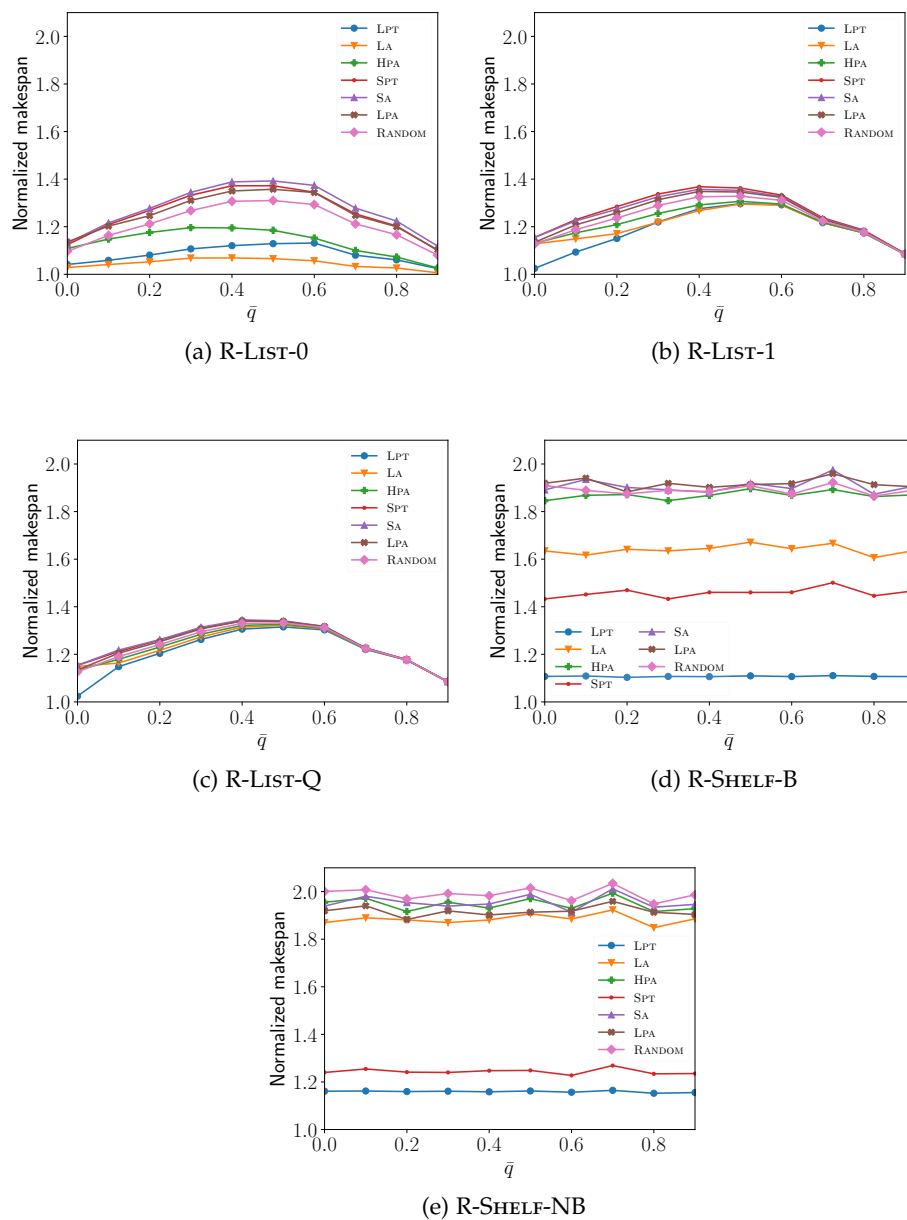 Normalized makespan
2.0
1.8
1.6
1.4
1.2
1.0
0.0
0.2
0.4
0.6
0.8
q̄
LPT
LA
HPA
SPT
SA
LPA
RANDOM
(a) R-LIST-0
Normalized makespan
2.0
1.8
1.6
1.4
1.2
1.0
0.0
0.2
0.4
0.6
0.8
q̄
LPT
LA
HPA
SPT
SA
LPA
RANDOM
(b) R-LIST-1
Normalized makespan
2.0
1.8
1.6
1.4
1.2
1.0
0.0
0.2
0.4
0.6
0.8
q̄
LPT
LA
HPA
SPT
SA
LPA
RANDOM
(c) R-LIST-Q
Normalized makespan
2.0
1.8
1.6
1.4
1.2
1.0
0.0
0.2
0.4
0.6
0.8
q̄
LPT
LA
HPA
SPT
SA
LPA
RANDOM
(d) R-SHELF-B
Normalized makespan
2.0
1.8
1.6
1.4
1.2
1.0
0.0
0.2
0.4
0.6
0.8
q̄
LPT
LA
HPA
SPT
SA
LPA
RANDOM
(e) R-SHELF-NB